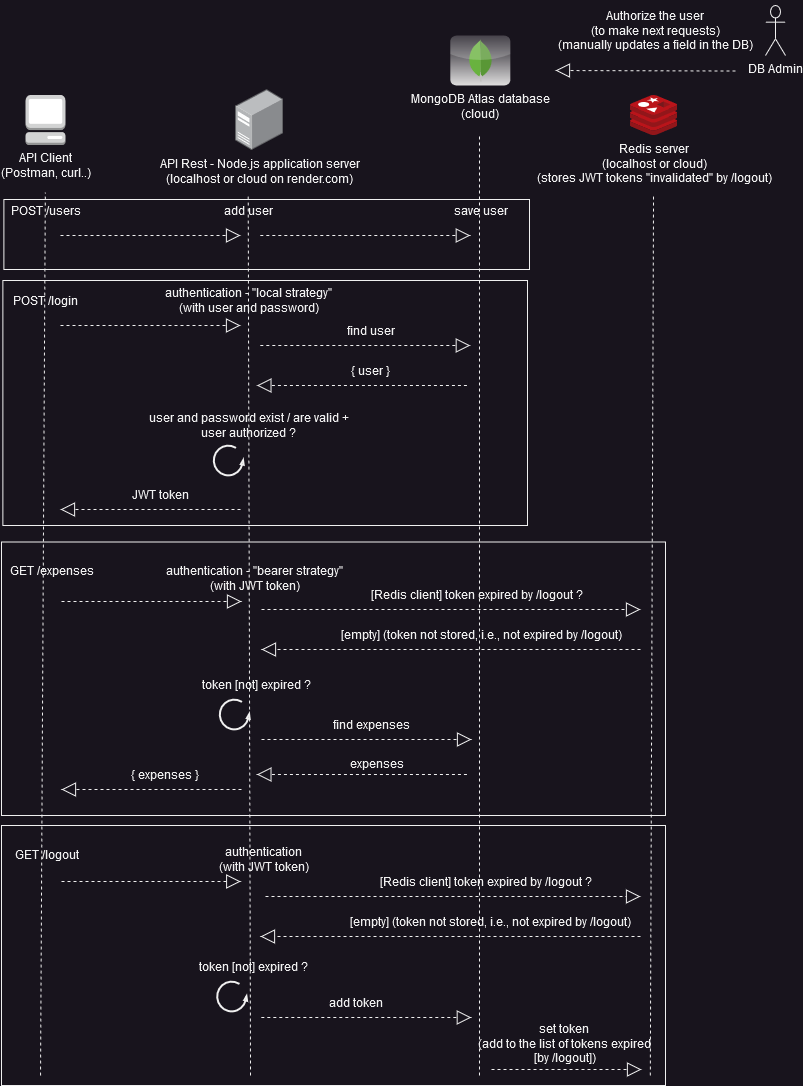 Authorize the user
(to make next requests)
(manually updates a field in the DB)
DB Admin
MongoDB Atlas database
(cloud)
API Client
(Postman, curl..)
API Rest - Node.js application server
(localhost or cloud on render.com)
Redis server
(localhost or cloud)
(stores JWT tokens "invalidated" by /logout)
POST /users
add user
save user
POST /login
authentication - "local strategy"
(with user and password)
find user
{ user }
user and password exist / are valid +
user authorized ?
JWT token
GET /expenses
authentication - "bearer strategy"
(with JWT token)
[Redis client] token expired by /logout ?
[empty] (token not stored, i.e., not expired by /logout)
token [not] expired ?
find expenses
expenses
{ expenses }
GET /logout
authentication
(with JWT token)
[Redis client] token expired by /logout ?
[empty] (token not stored, i.e., not expired by /logout)
token [not] expired ?
add token
set token
(add to the list of tokens expired
[by /logout])